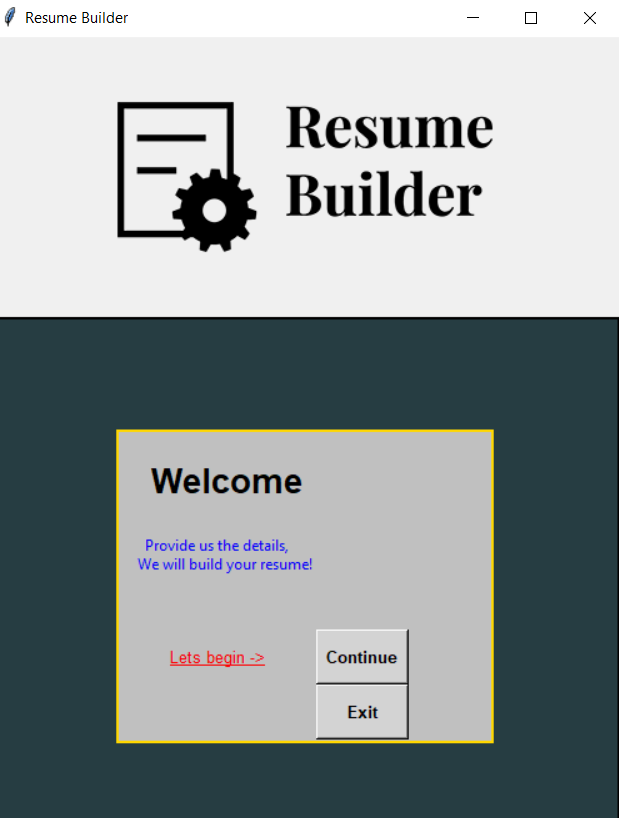 Resume Builder
Resume
Builder
Welcome
Provide us the details,
We will build your resume!
Lets begin ->
Continue
Exit